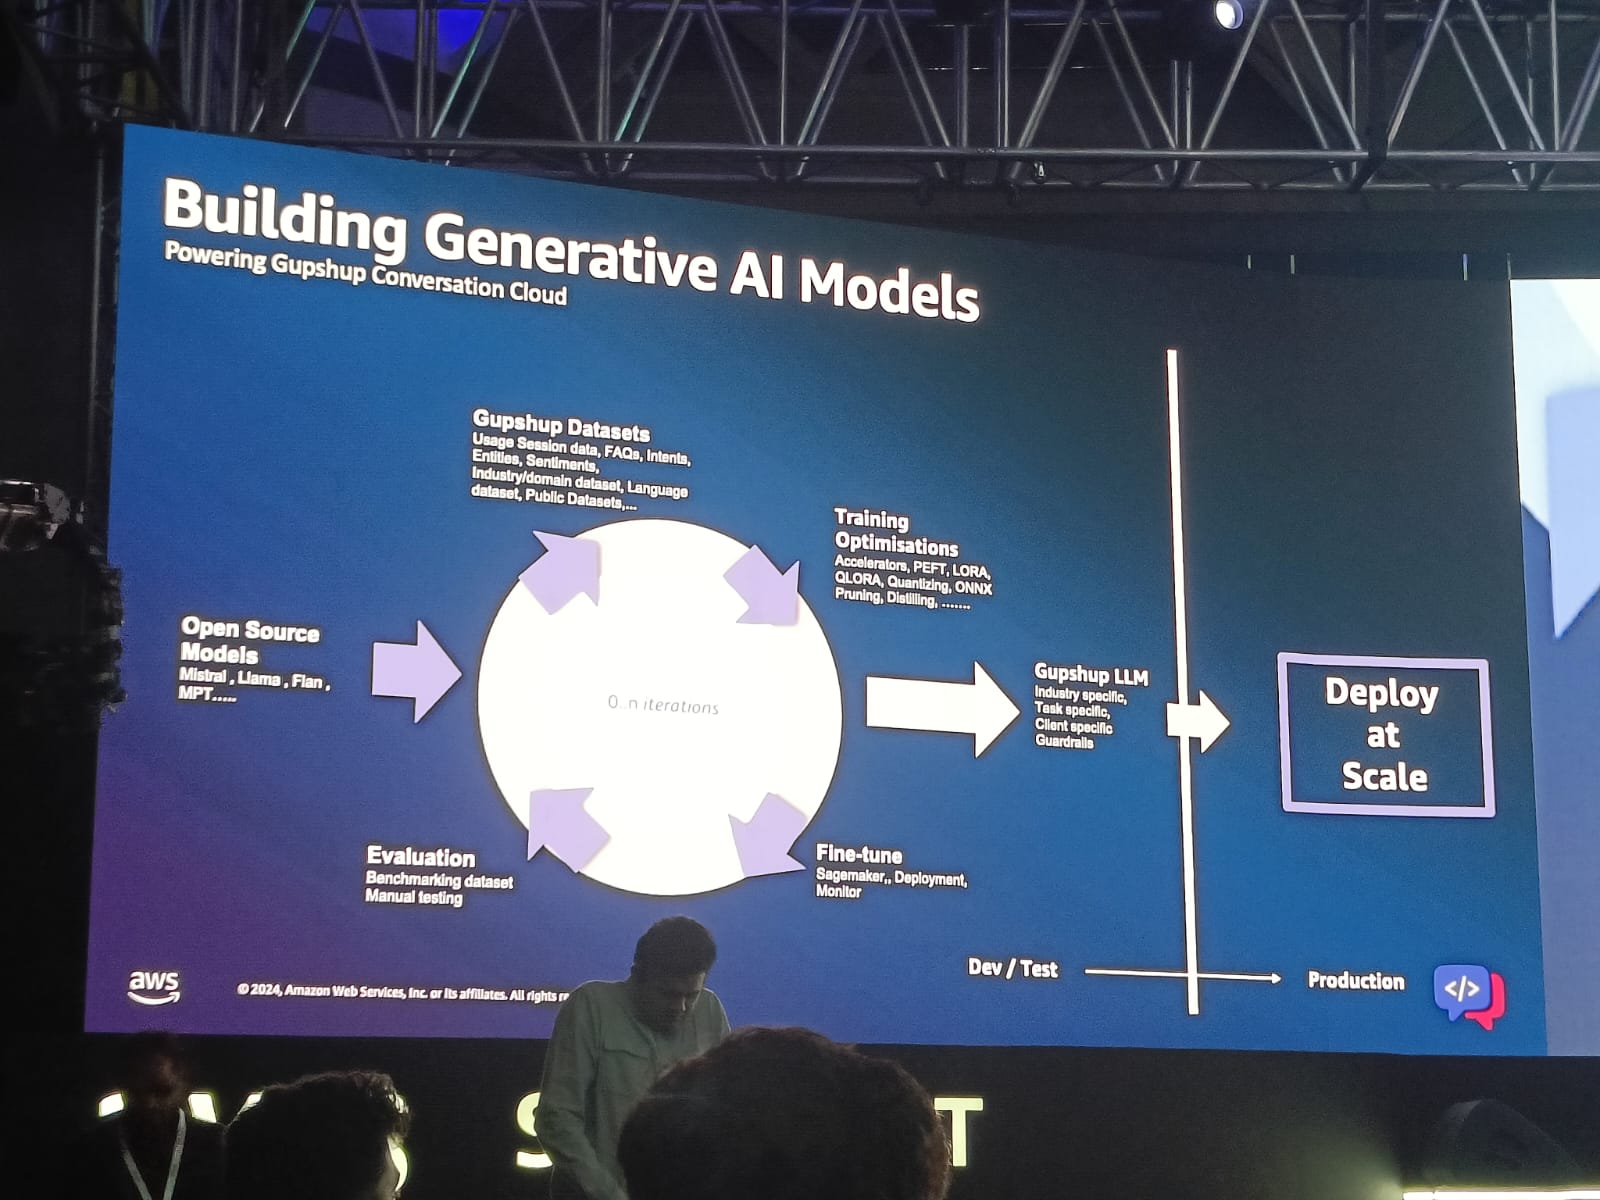 Building Generative AI Models
Powering Gupshup Conversation Cloud
Gupshup Datasets
Usage Session data, FAQs, Intents,
Entities, Sentiments,
Industry/domain dataset, Language
dataset, Public Datasets,...
Training
Optimisations
Accelerators, PEFT, LORA,
QLORA, Quantizing, ONNX
Pruning, Distilling, .......
Open Source
Models
Mistral , Llama , Flan ,
MPT.....
0..n iterations
Gupshup LLM
Industry specific,
Task specific,
Client specific
Guardrails
Deploy
at
Scale
Evaluation
Benchmarking dataset
Manual testing
Fine-tune
Sagemaker,, Deployment,
Monitor
Dev / Test
Production
aws
© 2024, Amazon Web Services, Inc. or its affiliates. All rights
</>